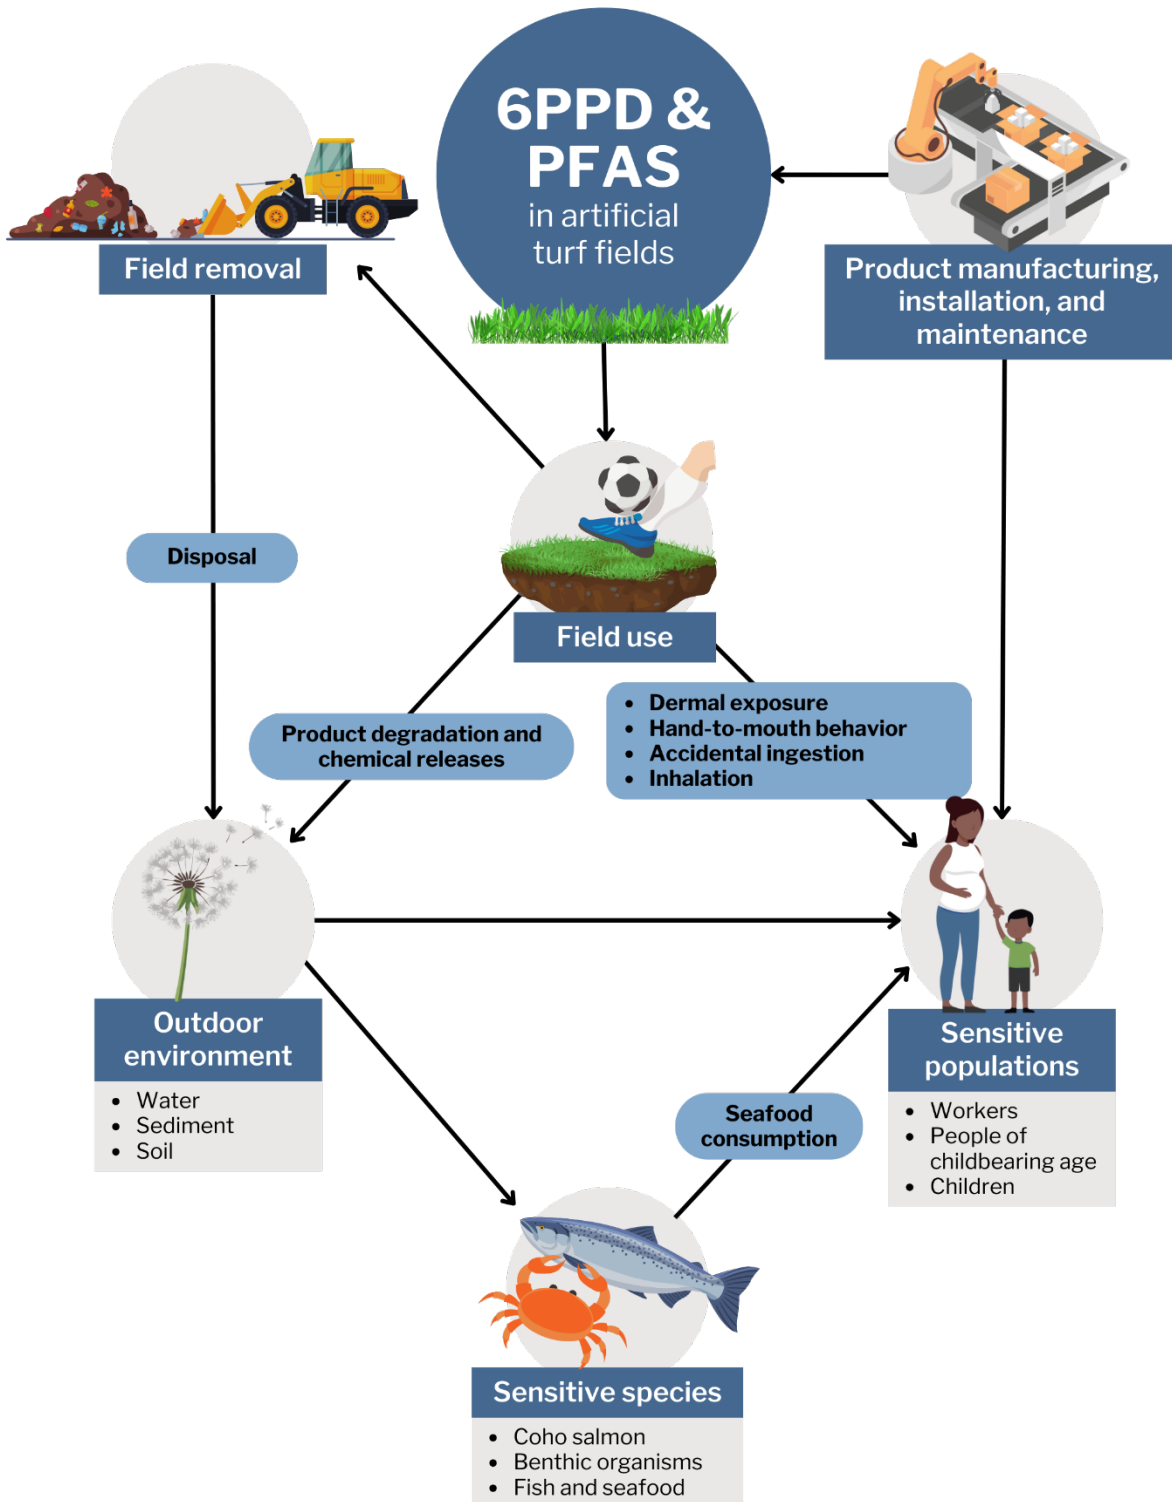 6PPD &
PFAS
in artificial
turf fields
Field removal
Product manufacturing,
installation, and
maintenance
Disposal
Field use
Product degradation and
chemical releases
• Dermal exposure
• Hand-to-mouth behavior
• Accidental ingestion
• Inhalation
Outdoor
environment
• Water
• Sediment
• Soil
Sensitive
populations
• Workers
• People of
childbearing age
• Children
Seafood
consumption
Sensitive species
• Coho salmon
• Benthic organisms
• Fish and seafood